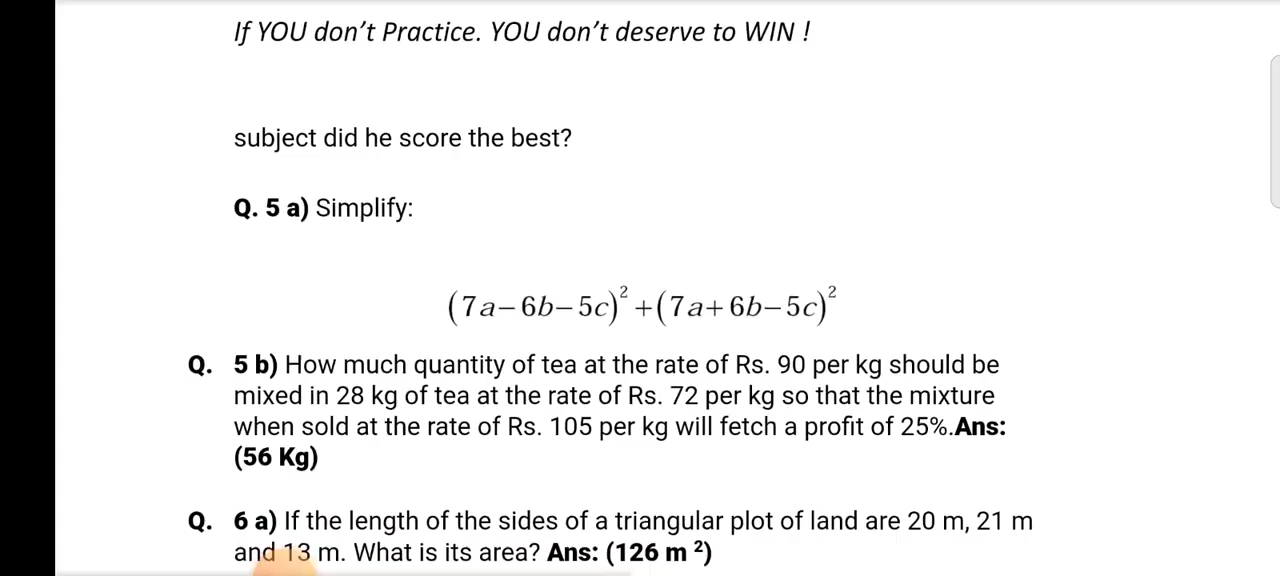 If YOU don't Practice. YOU don't deserve to WIN !
subject did he score the best?
Q. 5 a) Simplify:
(7a– 6b– 5c)² +(7a+ 6b– 5c)²
Q. 5 b) How much quantity of tea at the rate of Rs. 90 per kg should be
mixed in 28 kg of tea at the rate of Rs. 72 per kg so that the mixture
when sold at the rate of Rs. 105 per kg will fetch a profit of 25%.Ans:
(56 Kg)
Q. 6 a) If the length of the sides of a triangular plot of land are 20 m, 21 m
and 13 m. What is its area? Ans: (126 m ²)